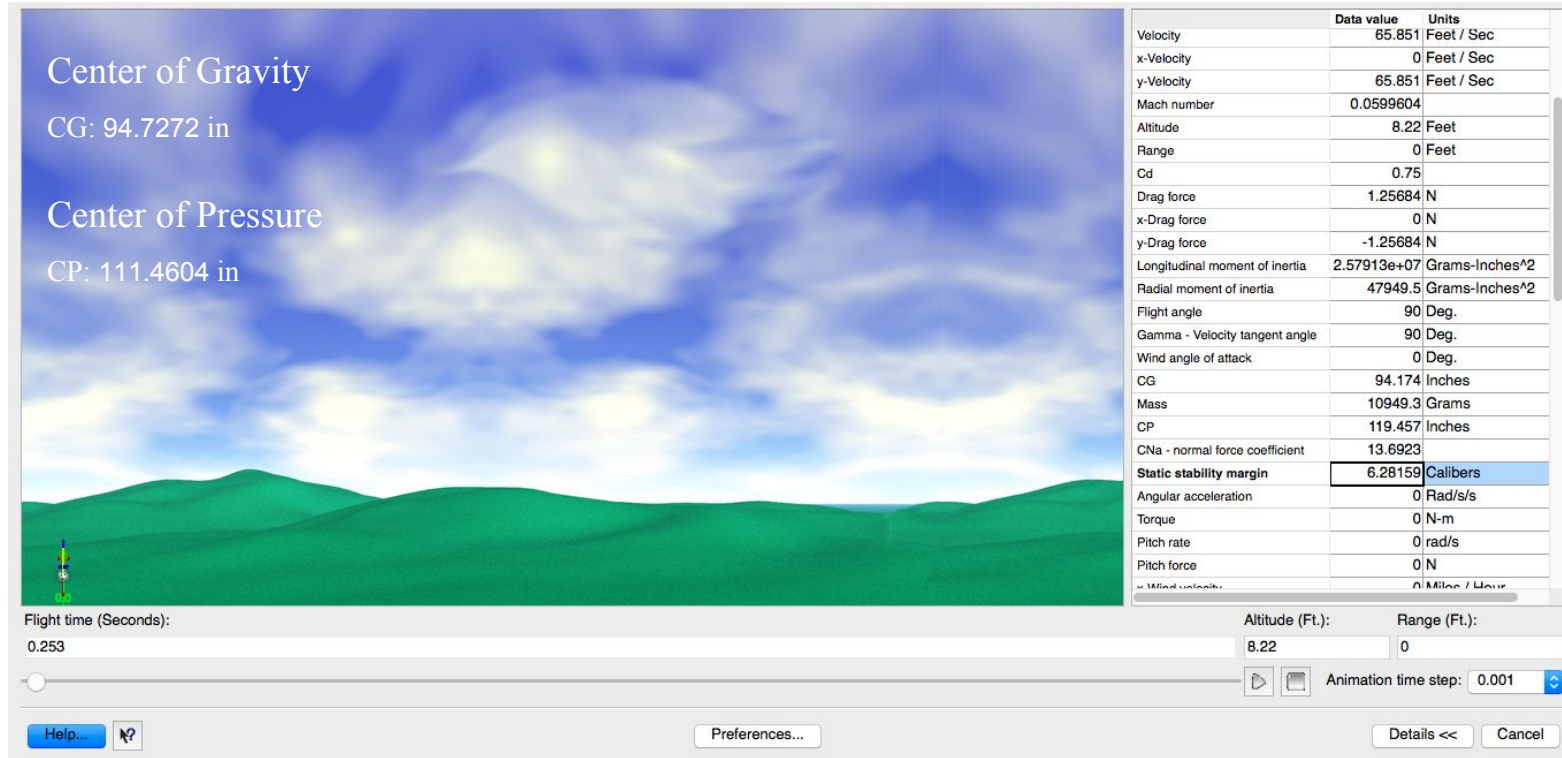 Center of Gravity
CG: 94.7272 in
Center of Pressure
CP: 111.4604 in
0,0
Data value Units
Velocity 65.851 Feet / Sec
x-Velocity 0 Feet / Sec
y-Velocity 65.851 Feet / Sec
Mach number 0.0599604
Altitude 8.22 Feet
Range 0 Feet
Cd 0.75
Drag force 1.25684 N
x-Drag force 0 N
y-Drag force -1.25684 N
Longitudinal moment of inertia 2.57913e+07 Grams-Inches^2
Radial moment of inertia 47949.5 Grams-Inches^2
Flight angle 90 Deg.
Gamma - Velocity tangent angle 90 Deg.
Wind angle of attack 0 Deg.
CG 94.174 Inches
Mass 10949.3 Grams
CP 119.457 Inches
CNa - normal force coefficient 13.6923
Static stability margin 6.28159 Calibers
Angular acceleration 0 Rad/s/s
Torque 0 N-m
Pitch rate 0 rad/s
Pitch force 0 N
x-Wind velocity 0 Miles / Hour
Flight time (Seconds): Altitude (Ft.): Range (Ft.):
0.253 8.22 0
Animation time step: 0.001
Help... ? Preferences... Details << Cancel